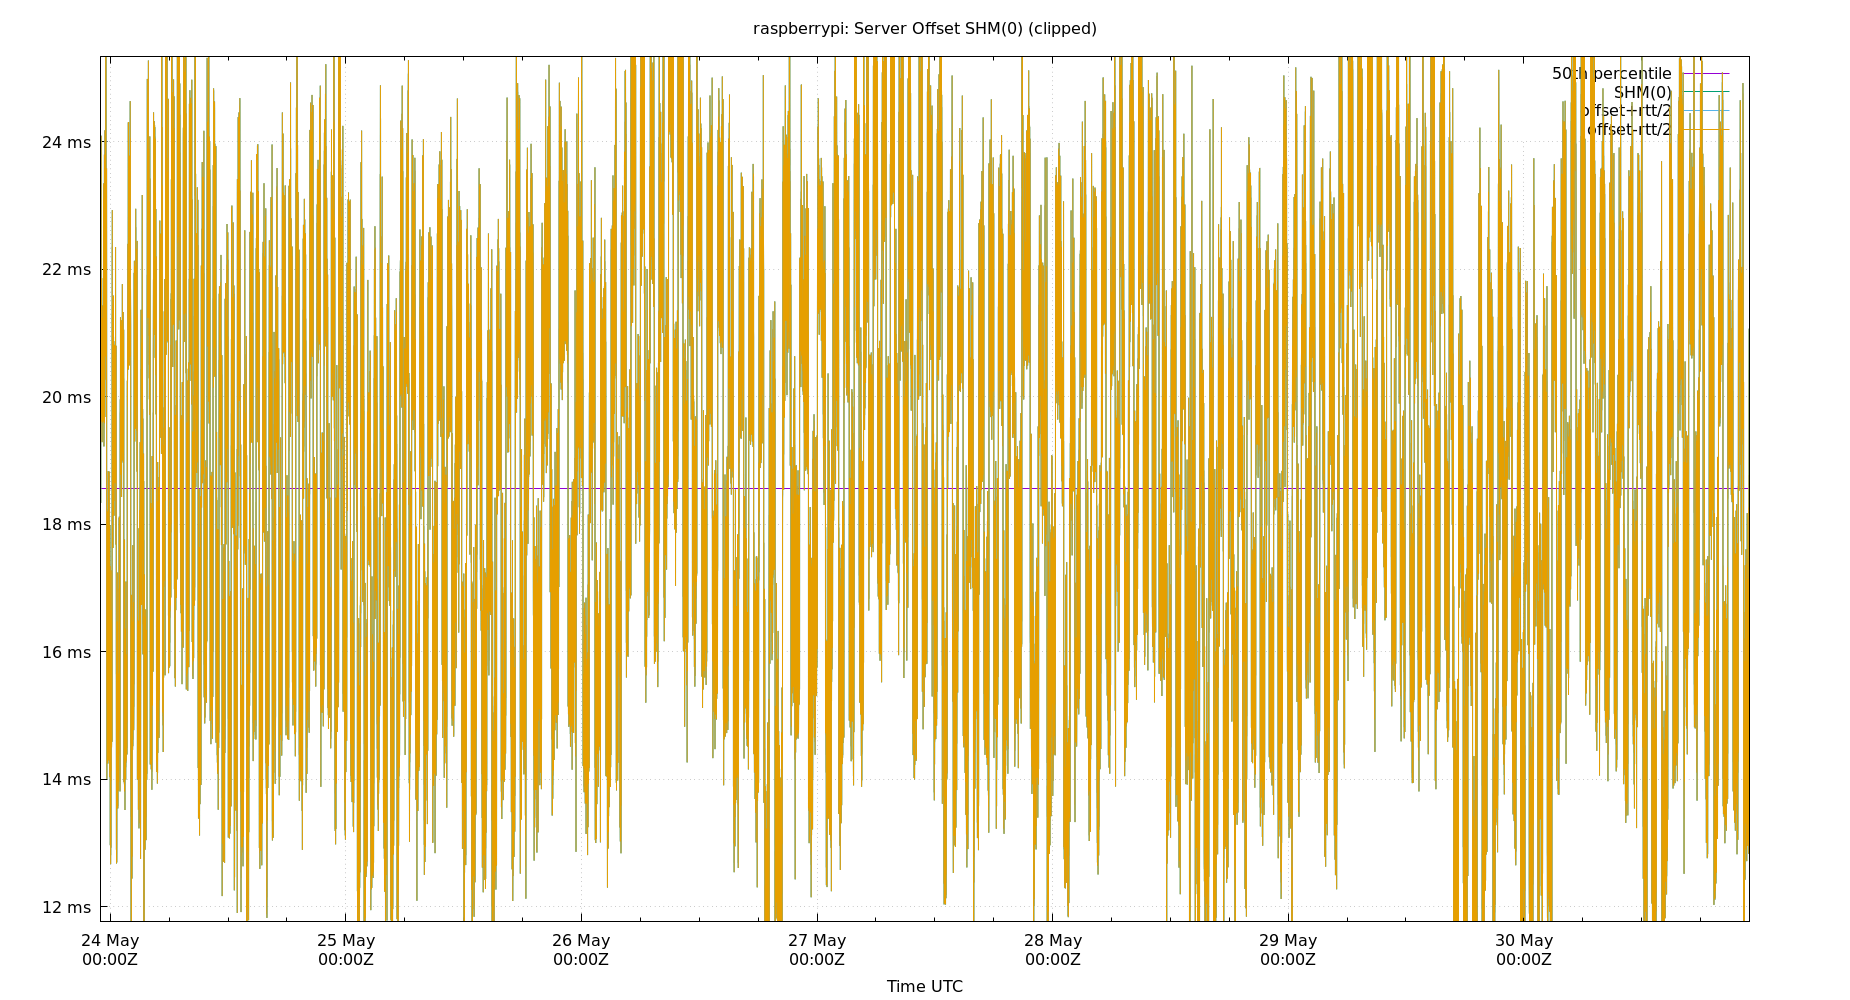 raspberrypi: Server Offset SHM(0) (clipped)
50th percentile
SHM(0)
offset+rtt/2
offset-rtt/2
24 ms
22 ms
20 ms
18 ms
16 ms
14 ms
12 ms
24 May 25 May 26 May 27 May 28 May 29 May 30 May
00:00Z 00:00Z 00:00Z 00:00Z 00:00Z 00:00Z 00:00Z
Time UTC